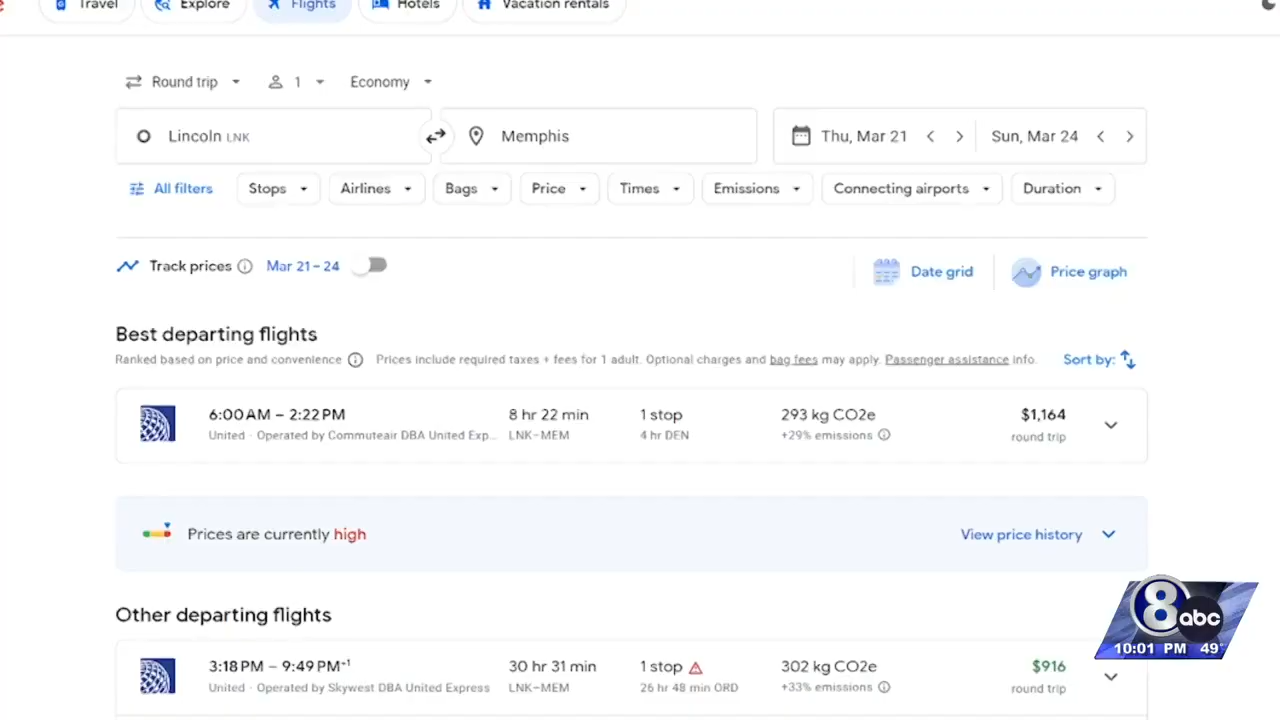 Travel Explore Flights Hotels Vacation rentals
Round trip 1 Economy
Lincoln LNK Memphis Thu, Mar 21 Sun, Mar 24
All filters Stops Airlines Bags Price Times Emissions Connecting airports Duration
Track prices Mar 21 – 24 Date grid Price graph
Best departing flights
Ranked based on price and convenience Prices include required taxes + fees for 1 adult. Optional charges and bag fees may apply. Passenger assistance info. Sort by:
6:00 AM – 2:22 PM 8 hr 22 min 1 stop 293 kg CO2e $1,164
United · Operated by Commuteair DBA United Exp... LNK–MEM 4 hr DEN +29% emissions round trip
Prices are currently high View price history
Other departing flights
3:18 PM – 9:49 PM+1 30 hr 31 min 1 stop 302 kg CO2e $916
United · Operated by Skywest DBA United Express LNK–MEM 26 hr 48 min ORD +33% emissions round trip
8 abc
10:01 PM 49°